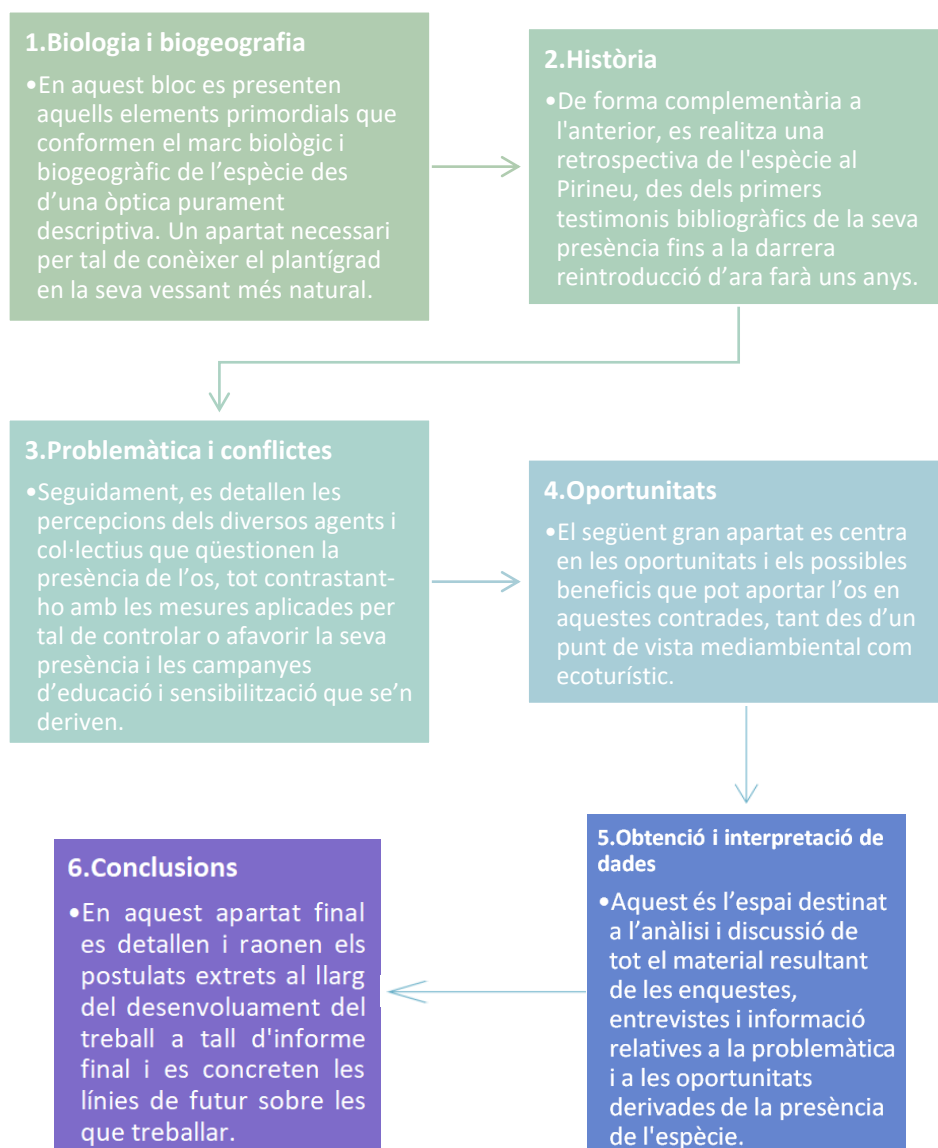 1.Biologia i biogeografia
•En aquest bloc es presenten
aquells elements primordials que
conformen el marc biològic i
biogeogràfic de l’espècie des
d’una òptica purament
descriptiva. Un apartat necessari
per tal de conèixer el plantígrad
en la seva vessant més natural.
2.Història
•De forma complementària a
l'anterior, es realitza una
retrospectiva de l'espècie al
Pirineu, des dels primers
testimonis bibliogràfics de la seva
presència fins a la darrera
reintroducció d’ara farà uns anys.
3.Problemàtica i conflictes
•Seguidament, es detallen les
percepcions dels diversos agents i
col·lectius que qüestionen la
presència de l’os, tot contrastant-
ho amb les mesures aplicades per
tal de controlar o afavorir la seva
presència i les campanyes
d’educació i sensibilització que se’n
deriven.
4.Oportunitats
•El següent gran apartat es centra
en les oportunitats i els possibles
beneficis que pot aportar l’os en
aquestes contrades, tant des d’un
punt de vista mediambiental com
ecoturístic.
5.Obtenció i interpretació de
dades
•Aquest és l’espai destinat
a l’anàlisi i discussió de
tot el material resultant
de les enquestes,
entrevistes i informació
relatives a la problemàtica
i a les oportunitats
derivades de la presència
de l'espècie.
6.Conclusions
•En aquest apartat final
es detallen i raonen els
postulats extrets al llarg
del desenvoluament del
treball a tall d'informe
final i es concreten les
línies de futur sobre les
que treballar.